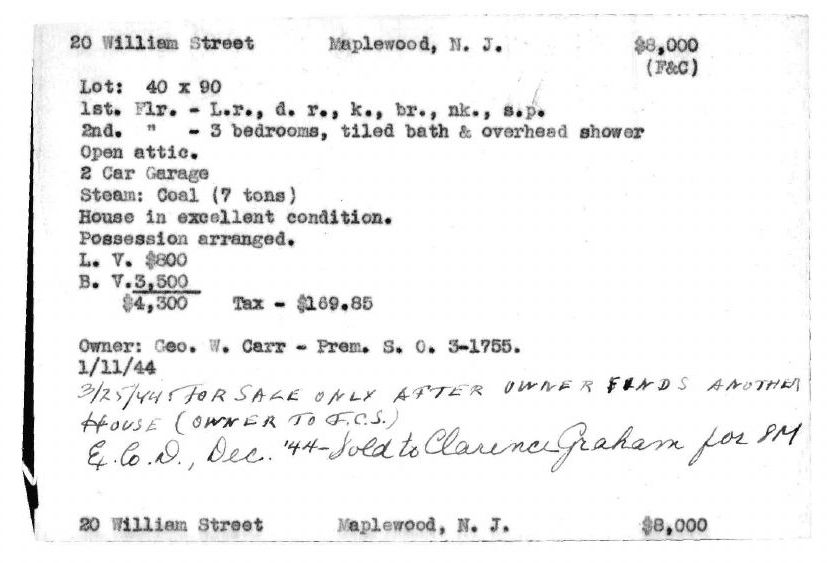 20 William Street Maplewood, N. J. $8,000
(F&C)
Lot: 40 x 90
1st. Flr. - L.r., d. r., k., br., nk., s.p.
2nd. " - 3 bedrooms, tiled bath & overhead shower
Open attic.
2 Car Garage
Steam: Coal (7 tons)
House in excellent condition.
Possession arranged.
L. V. $800
B. V. 3,500
$4,300 Tax - $169.85
Owner: Geo. W. Carr - Prem. S. O. 3-1755.
1/11/44
3/25/44: FOR SALE ONLY AFTER OWNER FINDS ANOTHER
HOUSE (OWNER TO F.C.S.)
E. Co. D., Dec. '44 - Sold to Clarence Graham for 8M
20 William Street Maplewood, N. J. $8,000